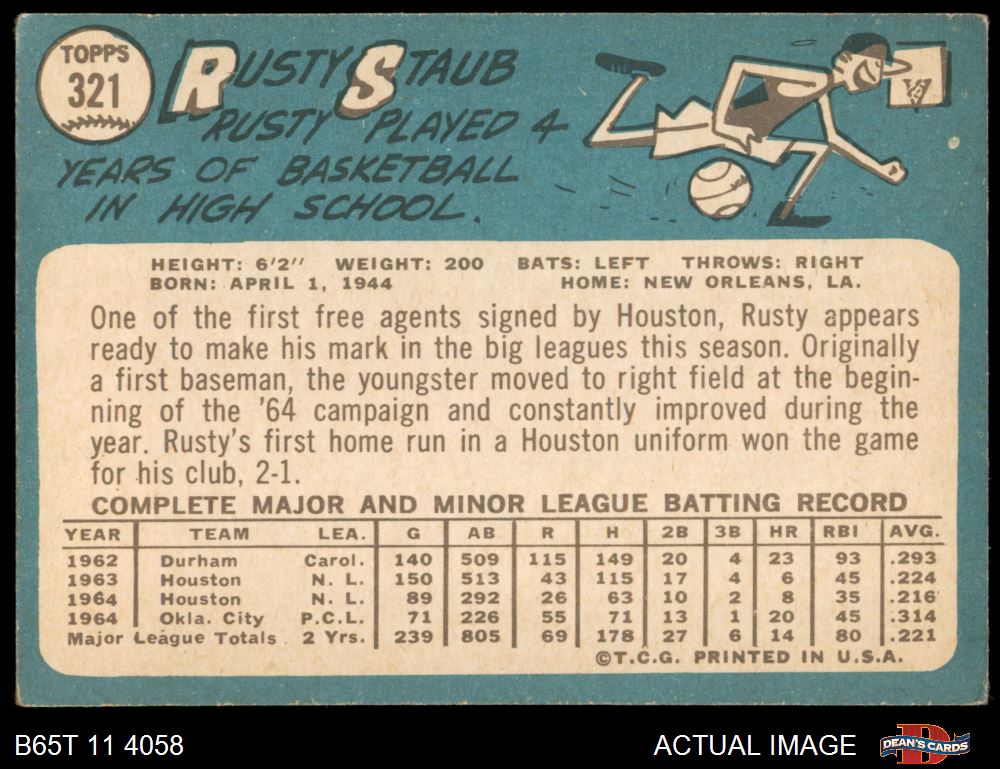 TOPPS
321
RUSTY STAUB
RUSTY PLAYED 4
YEARS OF BASKETBALL
IN HIGH SCHOOL.
HEIGHT: 6'2" WEIGHT: 200 BATS: LEFT THROWS: RIGHT
BORN: APRIL 1, 1944 HOME: NEW ORLEANS, LA.
One of the first free agents signed by Houston, Rusty appears
ready to make his mark in the big leagues this season. Originally
a first baseman, the youngster moved to right field at the begin-
ning of the '64 campaign and constantly improved during the
year. Rusty's first home run in a Houston uniform won the game
for his club, 2-1.
COMPLETE MAJOR AND MINOR LEAGUE BATTING RECORD
YEAR TEAM LEA. G AB R H 2B 3B HR RBI AVG.
1962 Durham Carol. 140 509 115 149 20 4 23 93 .293
1963 Houston N. L. 150 513 43 115 17 4 6 45 .224
1964 Houston N. L. 89 292 26 63 10 2 8 35 .216
1964 Okla. City P.C.L. 71 226 55 71 13 1 20 45 .314
Major League Totals 2 Yrs. 239 805 69 178 27 6 14 80 .221
©T.C.G. PRINTED IN U.S.A.
B65T 11 4058 ACTUAL IMAGE DEAN'S CARDS